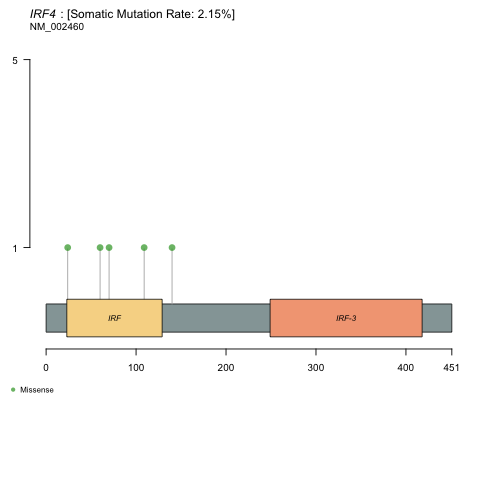 IRF4 : [Somatic Mutation Rate: 2.15%]
NM_002460
5
1
IRF
IRF-3
0 100 200 300 400 451
Missense